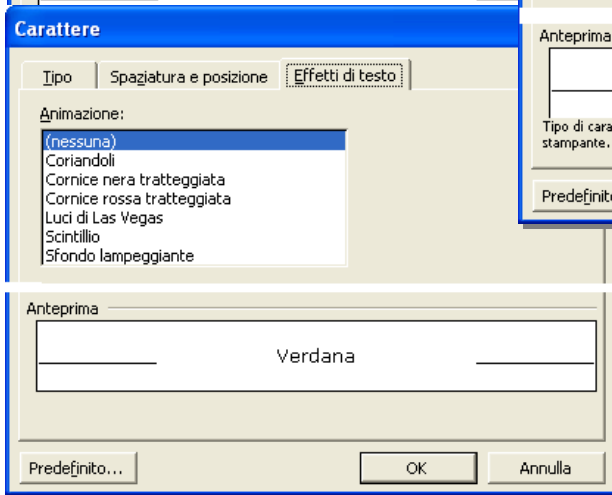 Carattere
Tipo
Spaziatura e posizione
Effetti di testo
Animazione:
(nessuna)
Coriandoli
Cornice nera tratteggiata
Cornice rossa tratteggiata
Luci di Las Vegas
Scintillio
Sfondo lampeggiante
Anteprima
Verdana
Predefinito...
OK
Annulla
Anteprima
Tipo di cara
stampante.
Predefinito